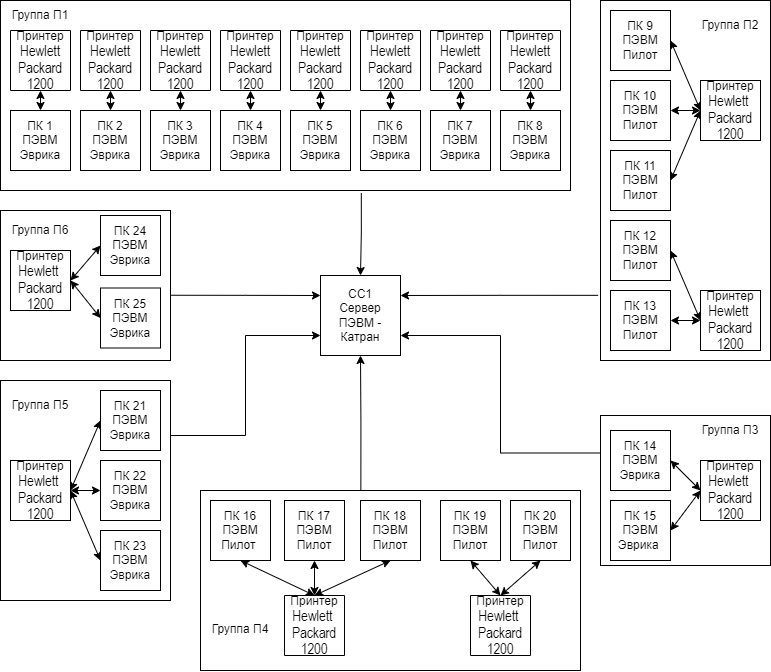 Группа П1
Принтер
Hewlett
Packard
1200
Принтер
Hewlett
Packard
1200
Принтер
Hewlett
Packard
1200
Принтер
Hewlett
Packard
1200
Принтер
Hewlett
Packard
1200
Принтер
Hewlett
Packard
1200
Принтер
Hewlett
Packard
1200
Принтер
Hewlett
Packard
1200
ПК 1
ПЭВМ
Эврика
ПК 2
ПЭВМ
Эврика
ПК 3
ПЭВМ
Эврика
ПК 4
ПЭВМ
Эврика
ПК 5
ПЭВМ
Эврика
ПК 6
ПЭВМ
Эврика
ПК 7
ПЭВМ
Эврика
ПК 8
ПЭВМ
Эврика
Группа П2
ПК 9
ПЭВМ
Пилот
ПК 10
ПЭВМ
Пилот
ПК 11
ПЭВМ
Пилот
Принтер
Hewlett
Packard
1200
ПК 12
ПЭВМ
Пилот
ПК 13
ПЭВМ
Пилот
Принтер
Hewlett
Packard
1200
Группа П6
Принтер
Hewlett
Packard
1200
ПК 24
ПЭВМ
Эврика
ПК 25
ПЭВМ
Эврика
СС1
Сервер
ПЭВМ -
Катран
Группа П5
Принтер
Hewlett
Packard
1200
ПК 21
ПЭВМ
Эврика
ПК 22
ПЭВМ
Эврика
ПК 23
ПЭВМ
Эврика
Группа П3
ПК 14
ПЭВМ
Эврика
ПК 15
ПЭВМ
Эврика
Принтер
Hewlett
Packard
1200
ПК 16
ПЭВМ
Пилот
ПК 17
ПЭВМ
Пилот
ПК 18
ПЭВМ
Пилот
ПК 19
ПЭВМ
Пилот
ПК 20
ПЭВМ
Пилот
Группа П4
Принтер
Hewlett
Packard
1200
Принтер
Hewlett
Packard
1200